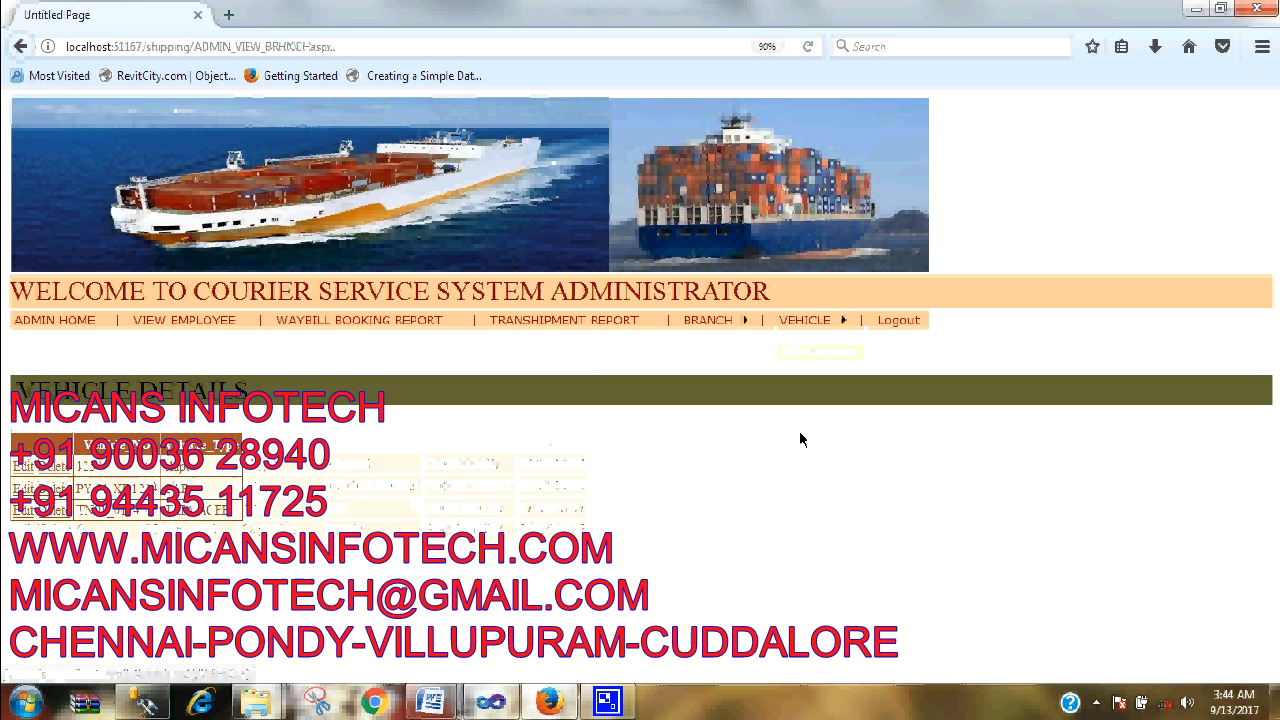 Untitled Page
localhost:51167/shipping/ADMIN_VIEW_BRHNCH.aspx
90%
Search
Most Visited
RevitCity.com | Object...
Getting Started
Creating a Simple Dat...
WELCOME TO COURIER SERVICE SYSTEM ADMINISTRATOR
ADMIN HOME | VIEW EMPLOYEE | WAYBILL BOOKING REPORT | TRANSHIPMENT REPORT | BRANCH | VEHICLE | Logout
VEHICLE DETAILS
MICANS INFOTECH
+91 90036 28940
+91 94435 11725
WWW.MICANSINFOTECH.COM
MICANSINFOTECH@GMAIL.COM
CHENNAI-PONDY-VILLUPURAM-CUDDALORE
3:44 AM
9/13/2017